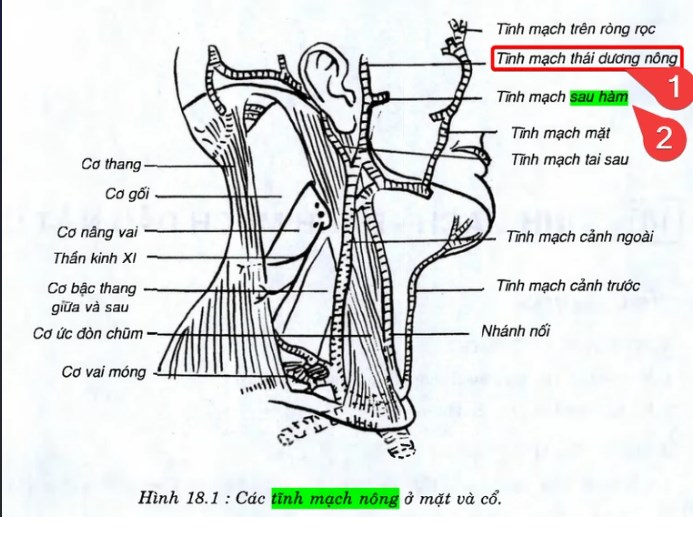 Tĩnh mạch trên ròng rọc
Tĩnh mạch thái dương nông
1
Tĩnh mạch sau hàm
2
Tĩnh mạch mặt
Tĩnh mạch tai sau
Cơ thang
Cơ gối
Cơ nâng vai
Tĩnh mạch cảnh ngoài
Thần kinh XI
Cơ bậc thang
giữa và sau
Tĩnh mạch cảnh trước
Cơ ức đòn chũm
Nhánh nối
Cơ vai móng
Hình 18.1 : Các tĩnh mạch nông ở mặt và cổ.